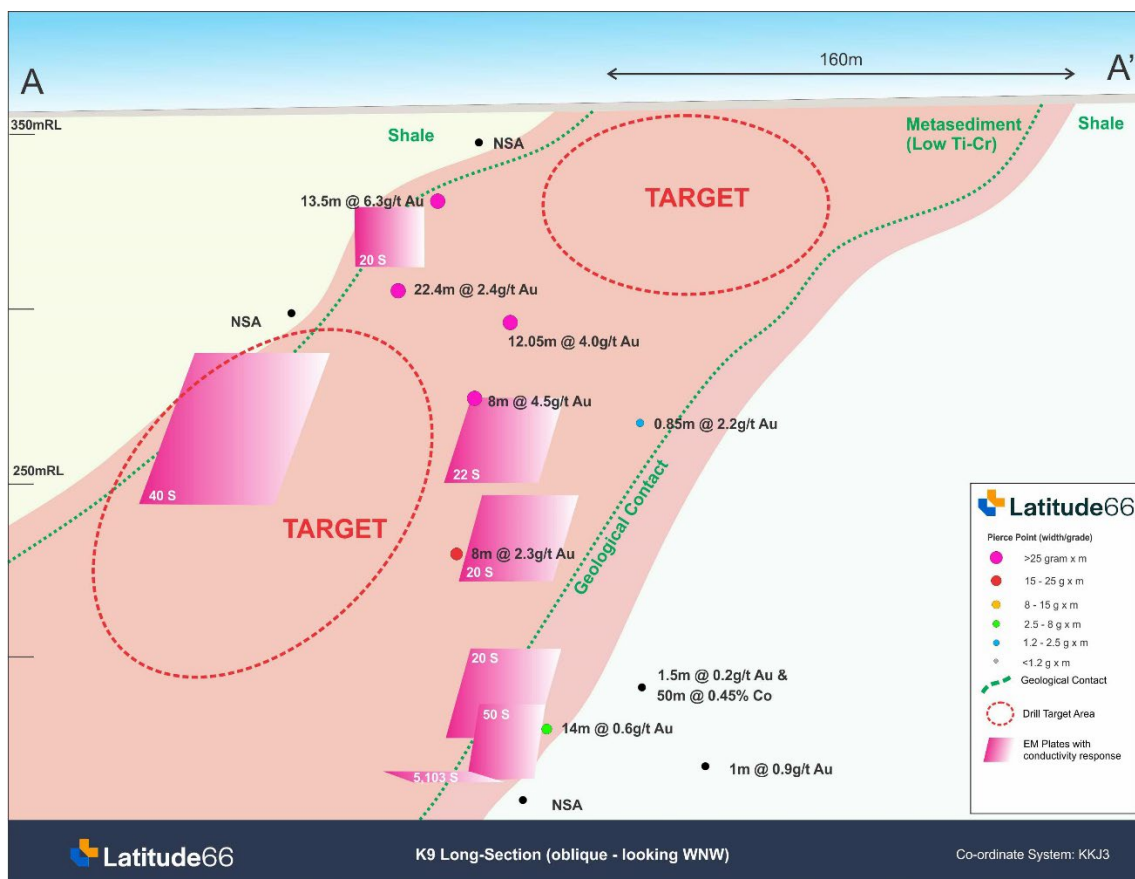 A
160m
A'
350mRL
Shale
NSA
Metasediment
(Low Ti-Cr)
Shale
13.5m @ 6.3g/t Au
TARGET
20 S
22.4m @ 2.4g/t Au
NSA
12.05m @ 4.0g/t Au
8m @ 4.5g/t Au
0.85m @ 2.2g/t Au
250mRL
22 S
40 S
TARGET
Geological Contact
8m @ 2.3g/t Au
20 S
20 S
1.5m @ 0.2g/t Au &
50m @ 0.45% Co
50 S
14m @ 0.6g/t Au
5.103 S
1m @ 0.9g/t Au
NSA
Latitude66
Pierce Point (width/grade)
>25 gram x m
15 - 25 g x m
8 - 15 g x m
2.5 - 8 g x m
1.2 - 2.5 g x m
<1.2 g x m
Geological Contact
Drill Target Area
EM Plates with
conductivity response
Latitude66
K9 Long-Section (oblique - looking WNW)
Co-ordinate System: KKJ3